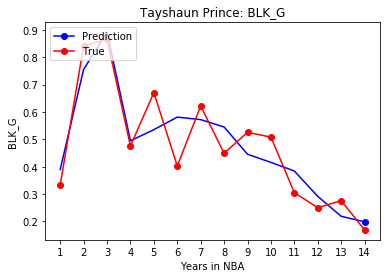 Tayshaun Prince: BLK_G
Prediction
True
BLK_G
0.9
0.8
0.7
0.6
0.5
0.4
0.3
0.2
1 2 3 4 5 6 7 8 9 10 11 12 13 14
Years in NBA